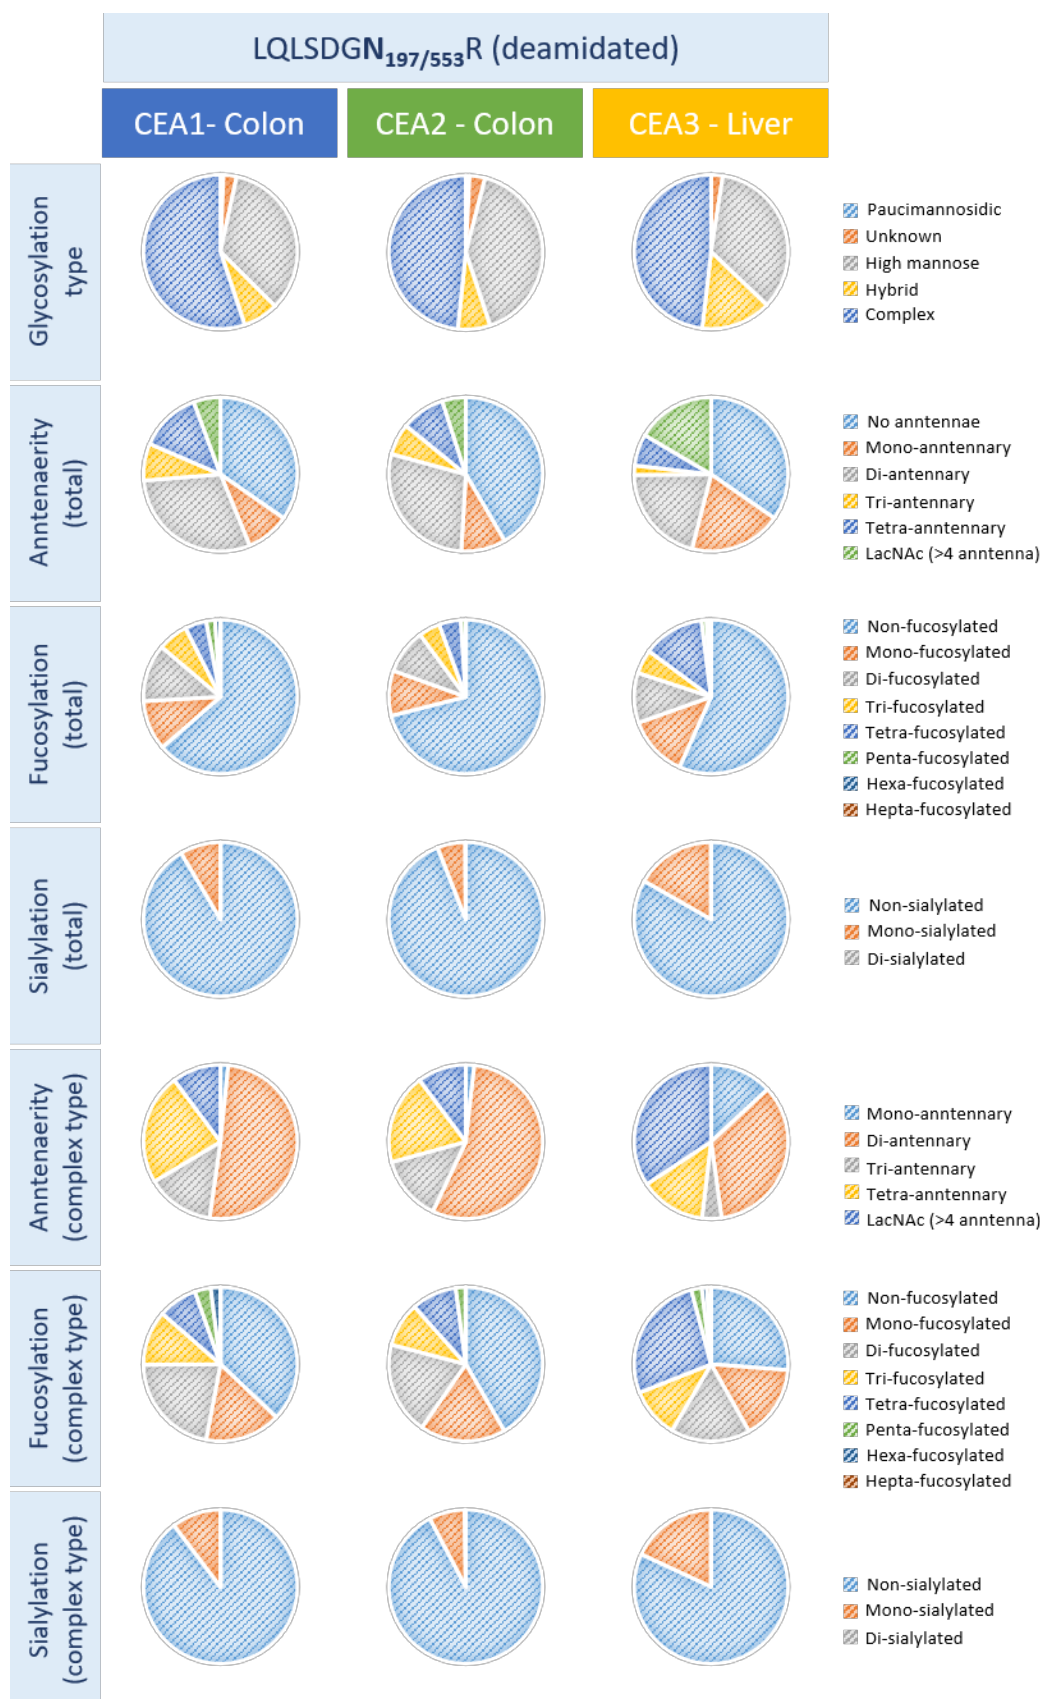 LQLSDGN197/553R (deamidated)
CEA1- Colon
CEA2 - Colon
CEA3 - Liver
Glycosylation
type
Paucimannosidic
Unknown
High mannose
Hybrid
Complex
Anntenaerity
(total)
No anntennae
Mono-anntennary
Di-antennary
Tri-antennary
Tetra-anntennary
LacNAc (>4 anntenna)
Fucosylation
(total)
Non-fucosylated
Mono-fucosylated
Di-fucosylated
Tri-fucosylated
Tetra-fucosylated
Penta-fucosylated
Hexa-fucosylated
Hepta-fucosylated
Sialylation
(total)
Non-sialylated
Mono-sialylated
Di-sialylated
Anntenaerity
(complex type)
Mono-anntennary
Di-antennary
Tri-antennary
Tetra-anntennary
LacNAc (>4 anntenna)
Fucosylation
(complex type)
Non-fucosylated
Mono-fucosylated
Di-fucosylated
Tri-fucosylated
Tetra-fucosylated
Penta-fucosylated
Hexa-fucosylated
Hepta-fucosylated
Sialylation
(complex type)
Non-sialylated
Mono-sialylated
Di-sialylated